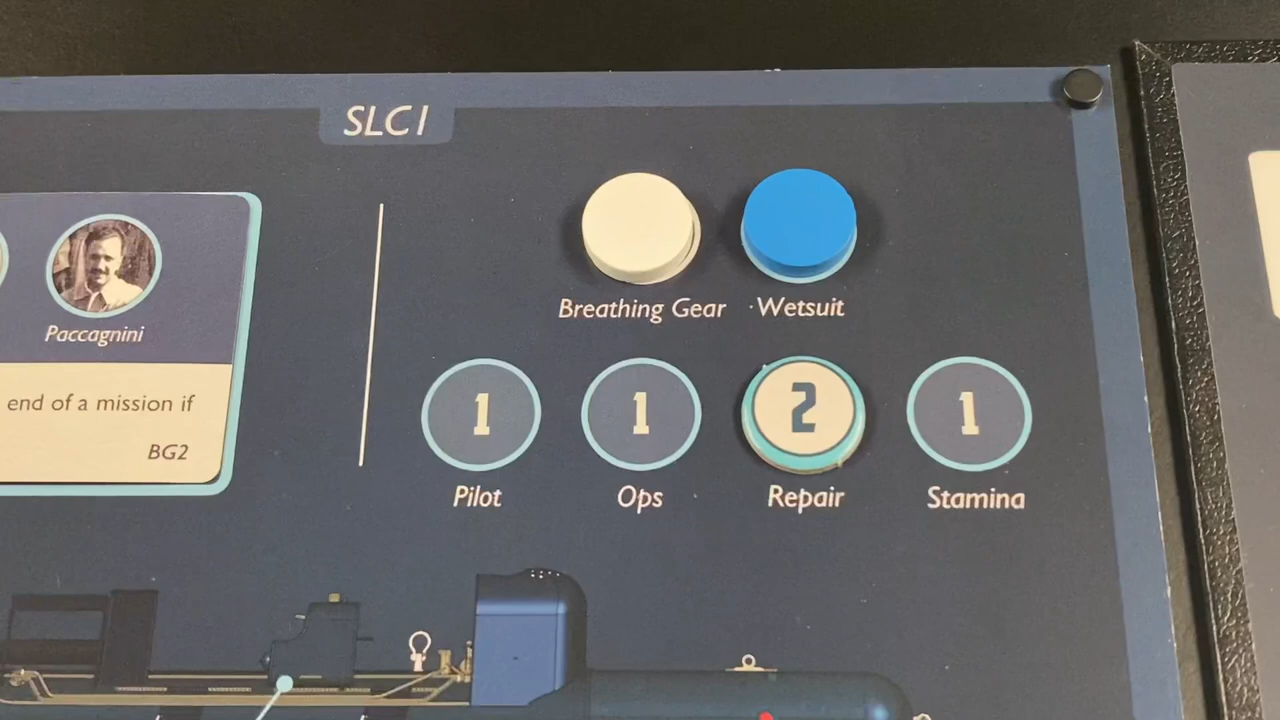 SLC1
Paccagnini
end of a mission if
BG2
Breathing Gear
Wetsuit
1
1
2
1
Pilot
Ops
Repair
Stamina